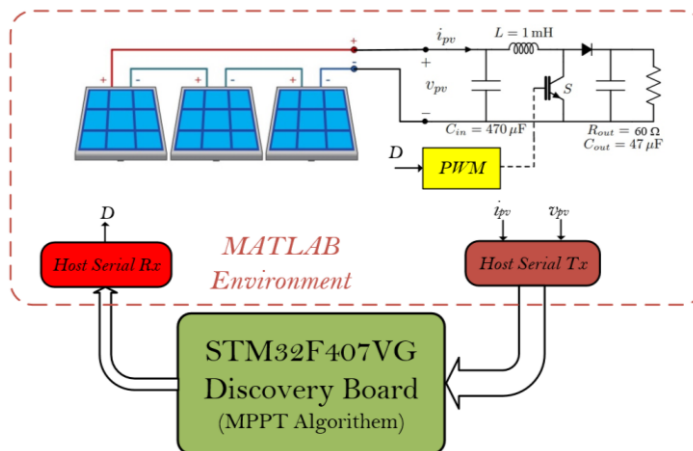 i_pv
L = 1 mH
+
+
-
+
-
+
-
+
-
v_pv
S
-
C_in = 470 μF
R_out = 60 Ω
C_out = 47 μF
D
PWM
D
i_pv
v_pv
Host Serial Rx
MATLAB
Environment
Host Serial Tx
STM32F407VG
Discovery Board
(MPPT Algorithem)